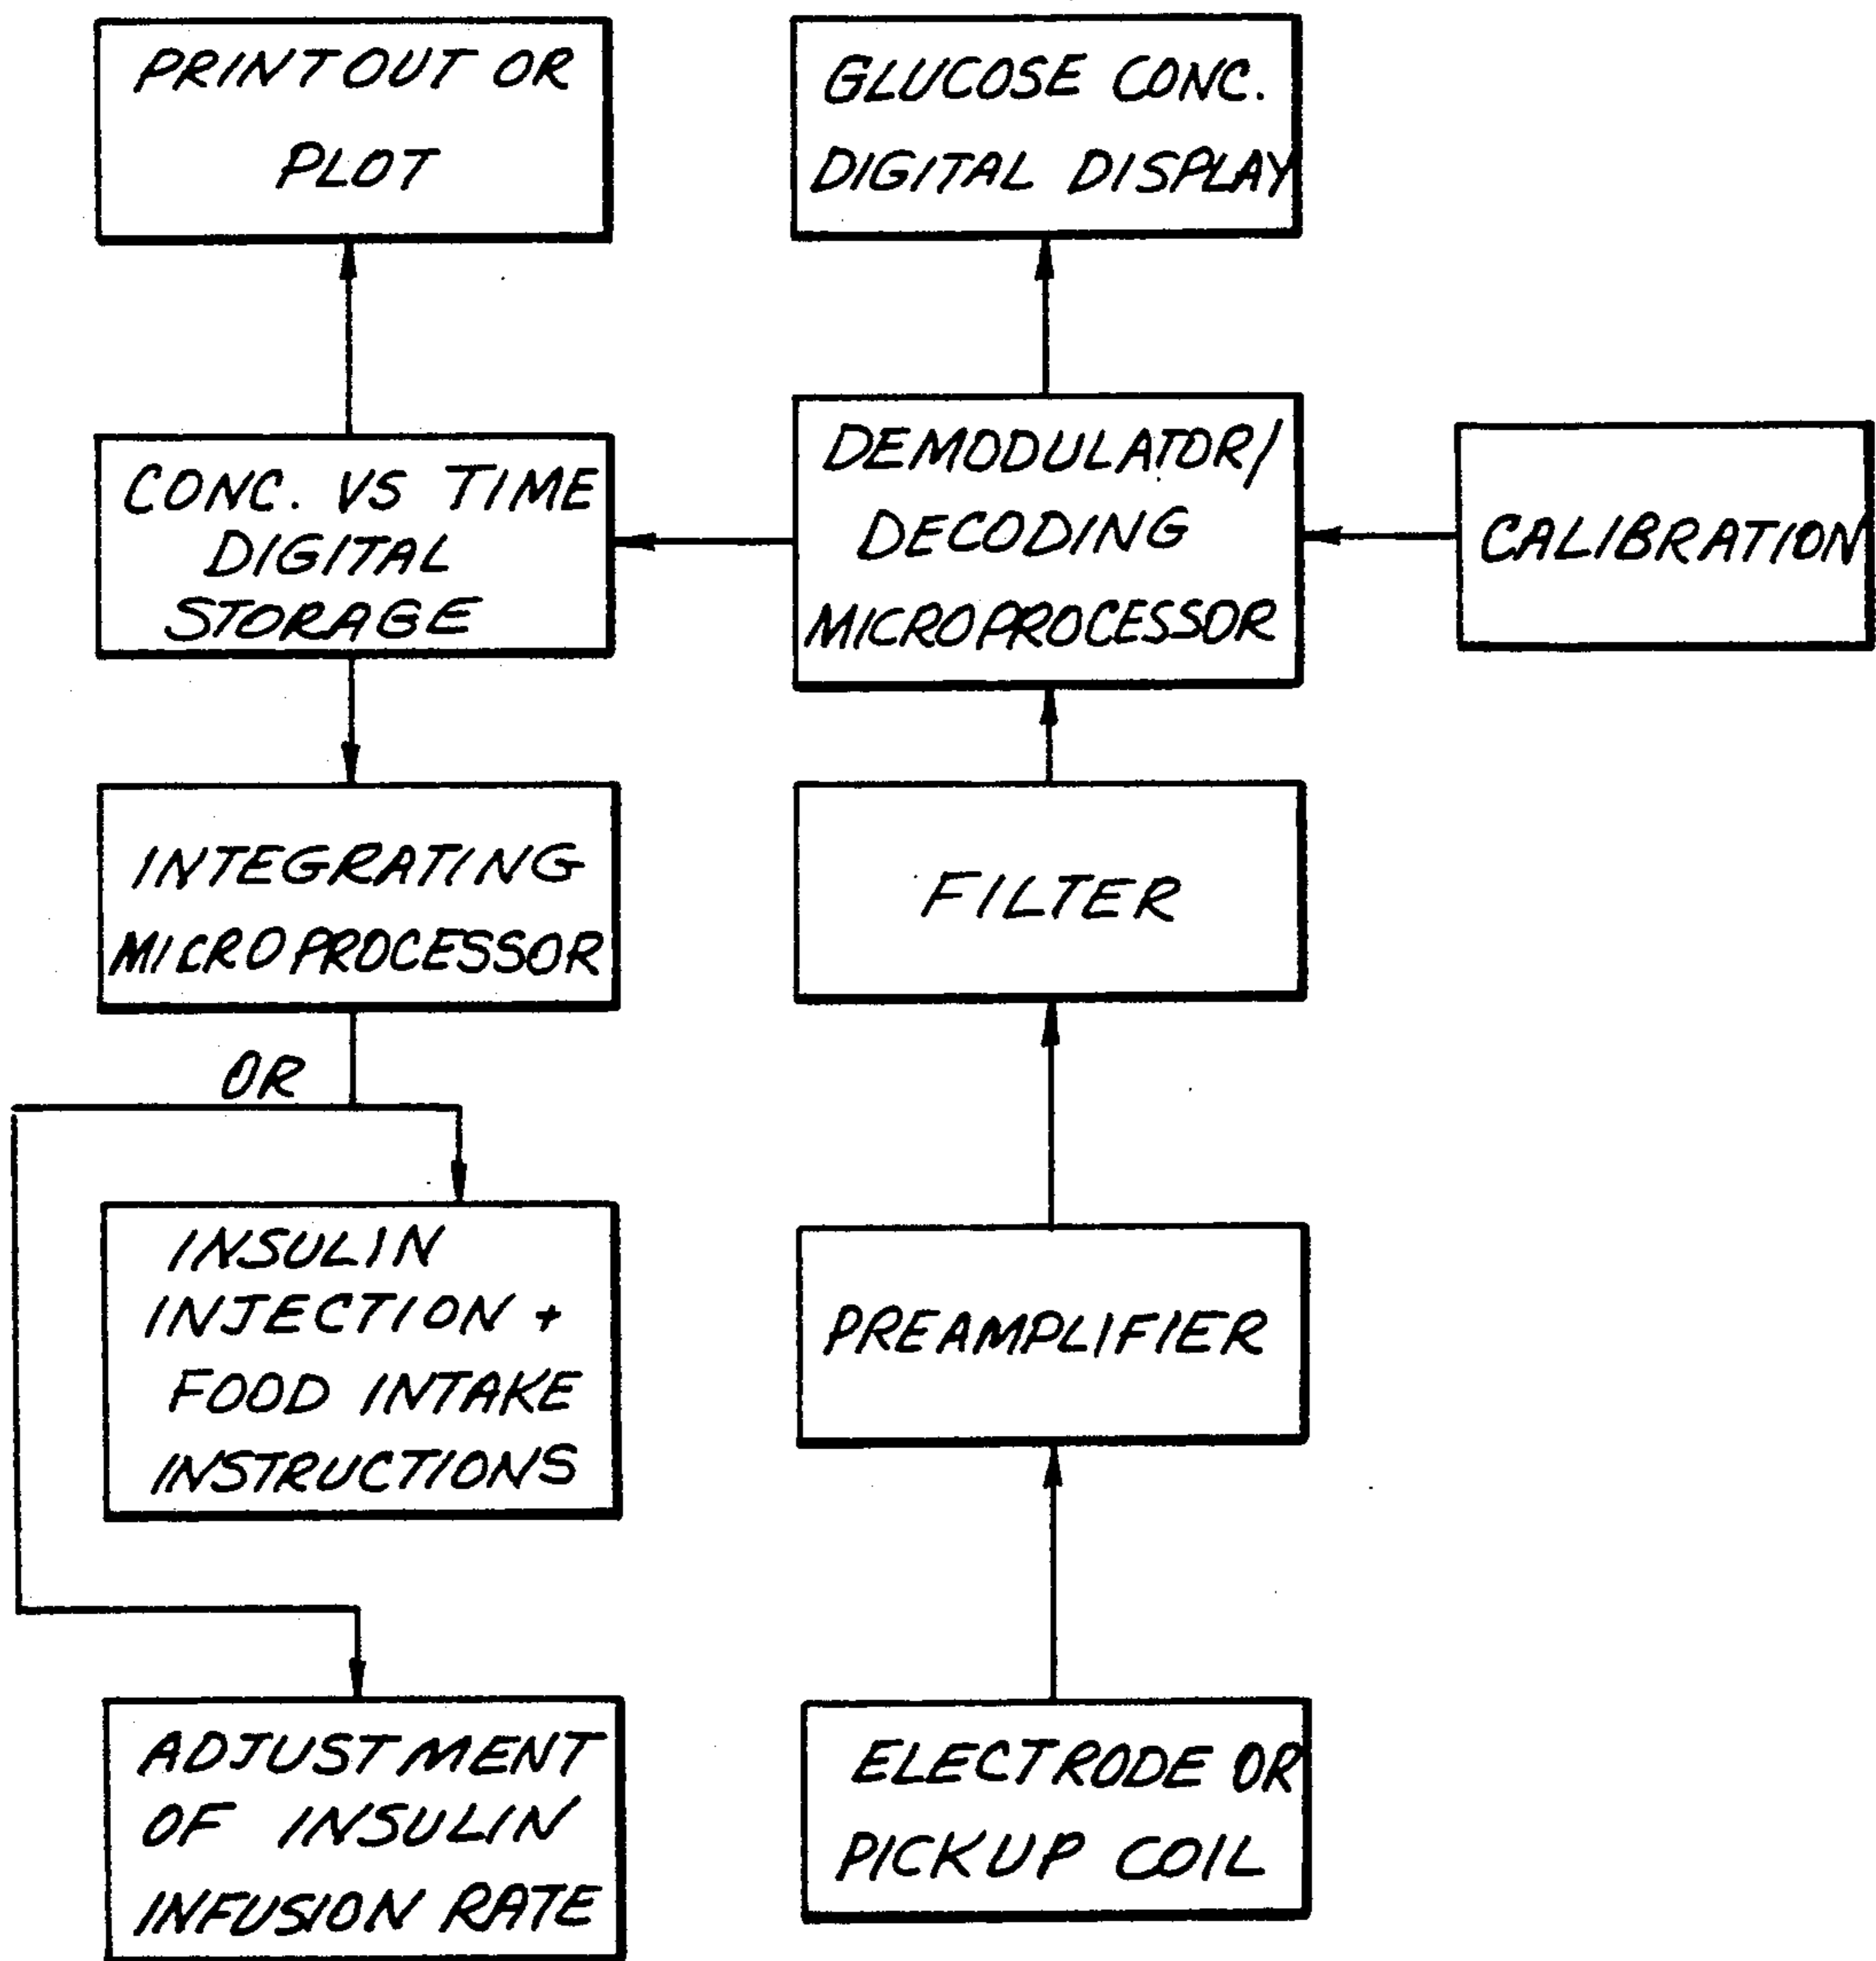 PRINTOUT OR
PLOT
GLUCOSE CONC.
DIGITAL DISPLAY
CONC. VS TIME
DIGITAL
STORAGE
DEMODULATOR/
DECODING
MICROPROCESSOR
CALIBRATION
INTEGRATING
MICROPROCESSOR
FILTER
OR
INSULIN
INJECTION +
FOOD INTAKE
INSTRUCTIONS
PREAMPLIFIER
ADJUSTMENT
OF INSULIN
INFUSION RATE
ELECTRODE OR
PICKUP COIL